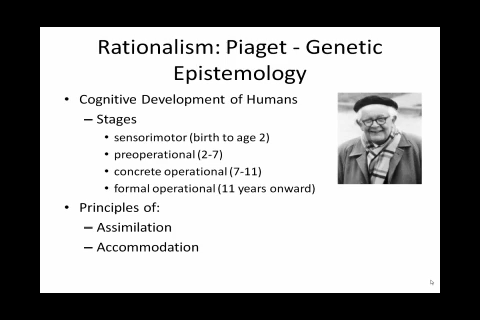 Rationalism: Piaget - Genetic
Epistemology
• Cognitive Development of Humans
– Stages
• sensorimotor (birth to age 2)
• preoperational (2-7)
• concrete operational (7-11)
• formal operational (11 years onward)
• Principles of:
– Assimilation
– Accommodation